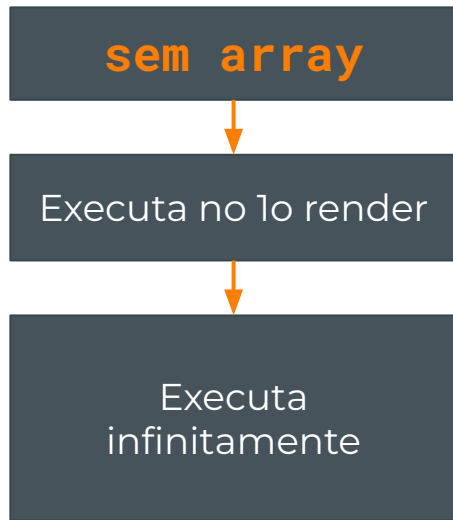 sem array
Executa no 1o render
Executa
infinitamente